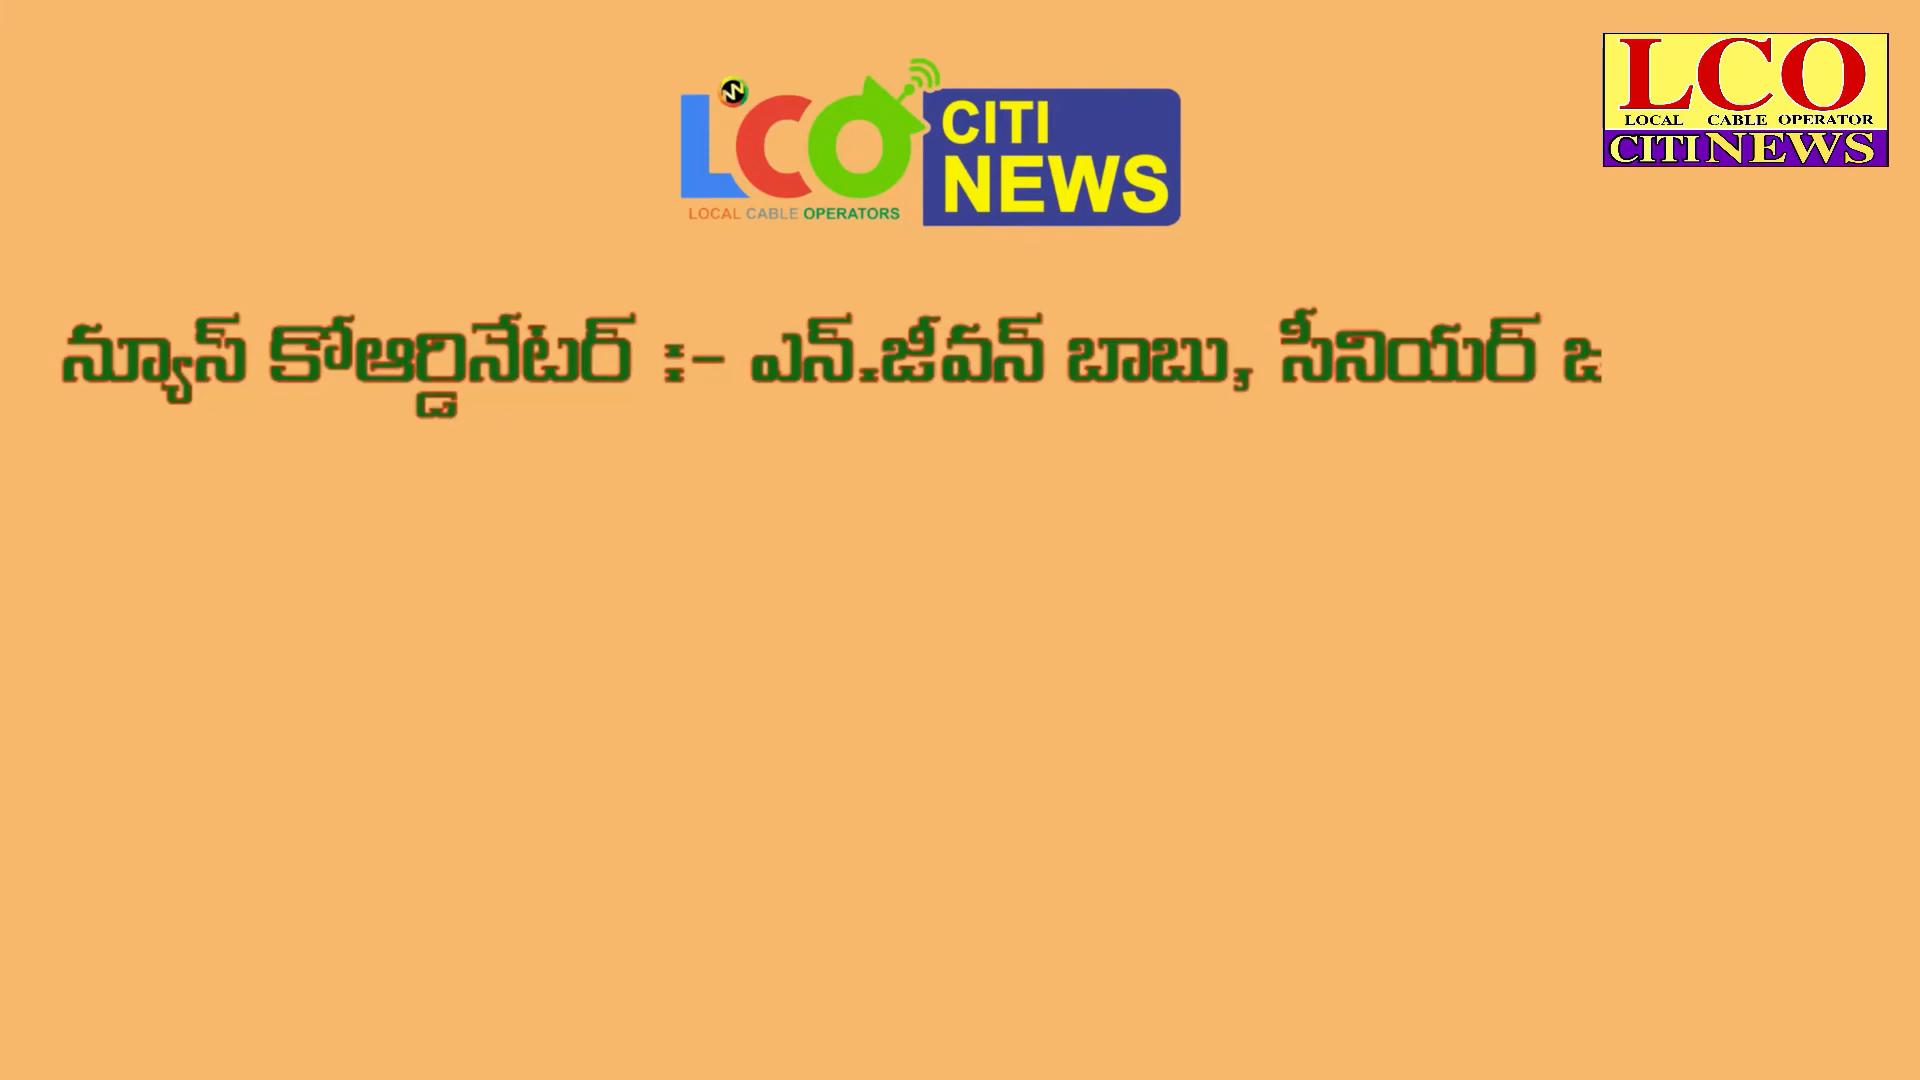 LCO
CITI
NEWS
LOCAL CABLE OPERATORS
LCO
LOCAL CABLE OPERATOR
CITI NEWS
న్యూస్ కోఆర్డినేటర్ :- ఎన్.జీవన్ బాబు, సీనియర్